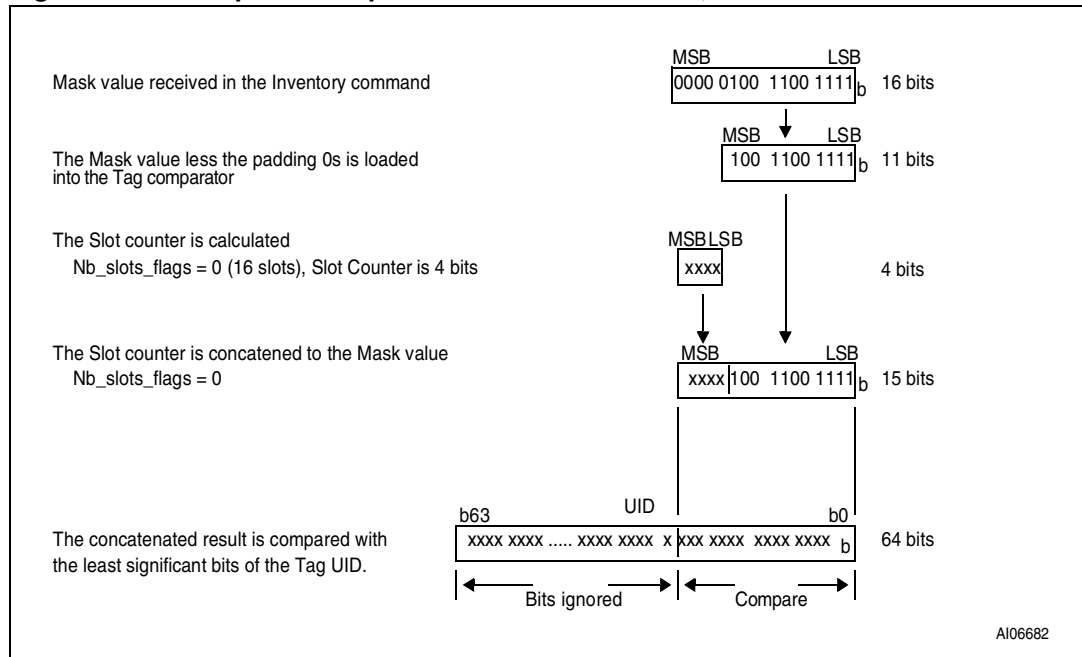 MSB LSB
Mask value received in the Inventory command 0000 0100 1100 1111 b 16 bits
MSB LSB
The Mask value less the padding 0s is loaded
into the Tag comparator
100 1100 1111 b 11 bits
The Slot counter is calculated
MSB LSB
Nb_slots_flags = 0 (16 slots), Slot Counter is 4 bits
xxxx 4 bits
The Slot counter is concatened to the Mask value
MSB LSB
Nb_slots_flags = 0
xxxx 100 1100 1111 b 15 bits
UID
b63 b0
The concatenated result is compared with
the least significant bits of the Tag UID.
xxxx xxxx ..... xxxx xxxx x xxx xxxx xxxx xxxx b 64 bits
Bits ignored Compare
AI06682